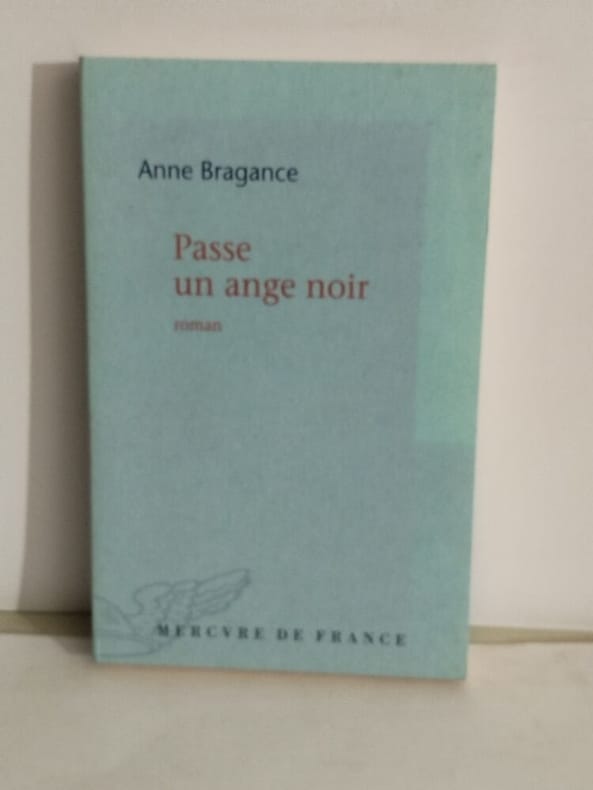 Anne Bragance
Passe
un ange noir
roman
MERCVRE DE FRANCE